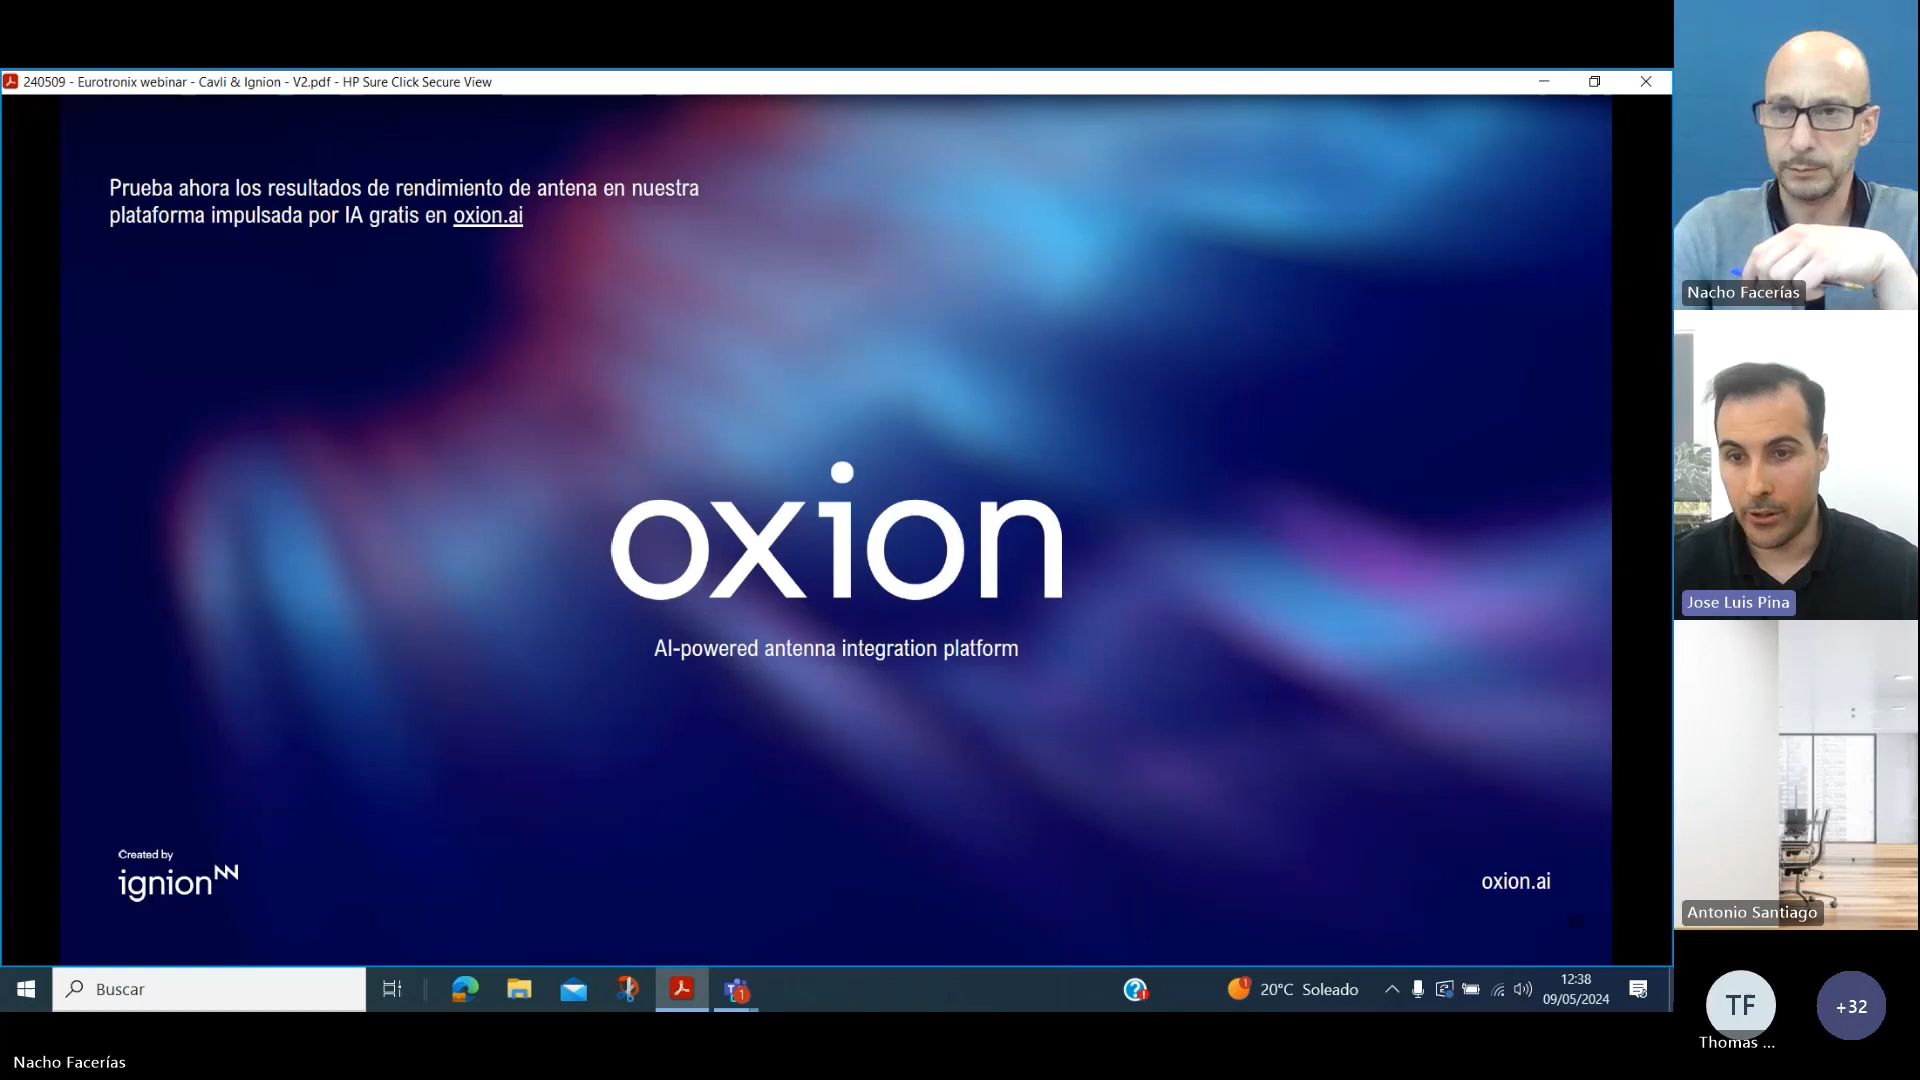 240509 - Eurotronix webinar - Cavli & Ignion - V2.pdf - HP Sure Click Secure View
Prueba ahora los resultados de rendimiento de antena en nuestra
plataforma impulsada por IA gratis en oxion.ai
oxion
AI-powered antenna integration platform
Created by
ignion
oxion.ai
Nacho Facerías
Jose Luis Pina
Antonio Santiago
TF
+32
Thomas ...
Buscar
1
1
20°C Soleado
12:38
09/05/2024
Nacho Facerías